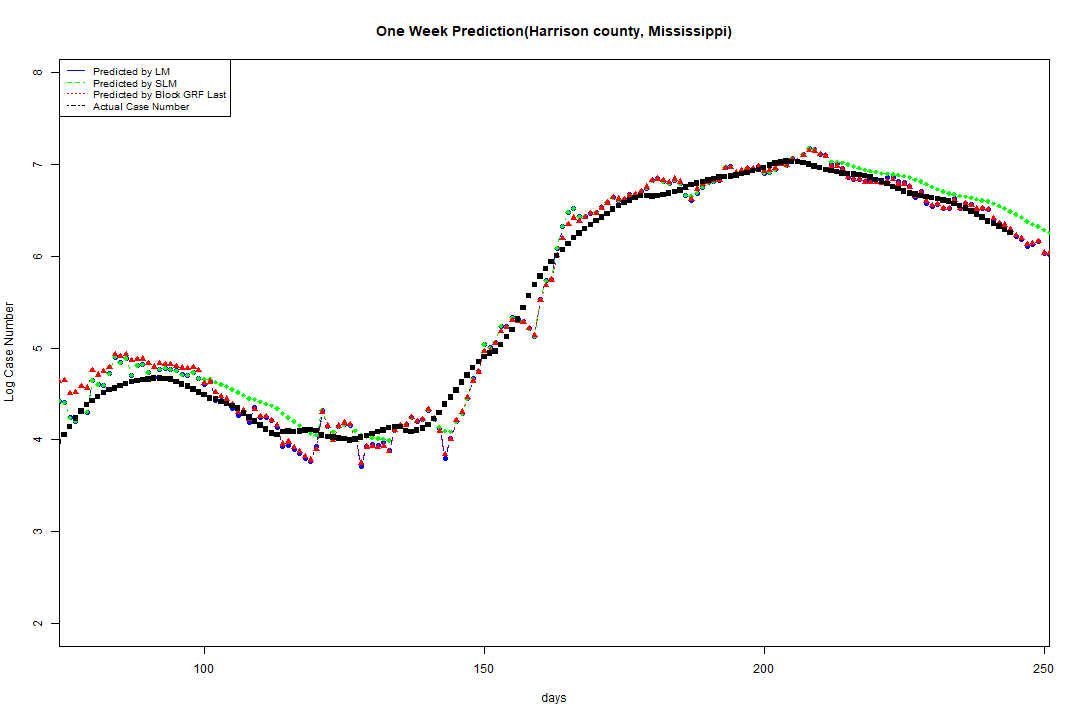 One Week Prediction(Harrison county, Mississippi)
Predicted by LM
Predicted by SLM
Predicted by Block GRF Last
Actual Case Number
Log Case Number
8
7
6
5
4
3
2
100 150 200 250
days